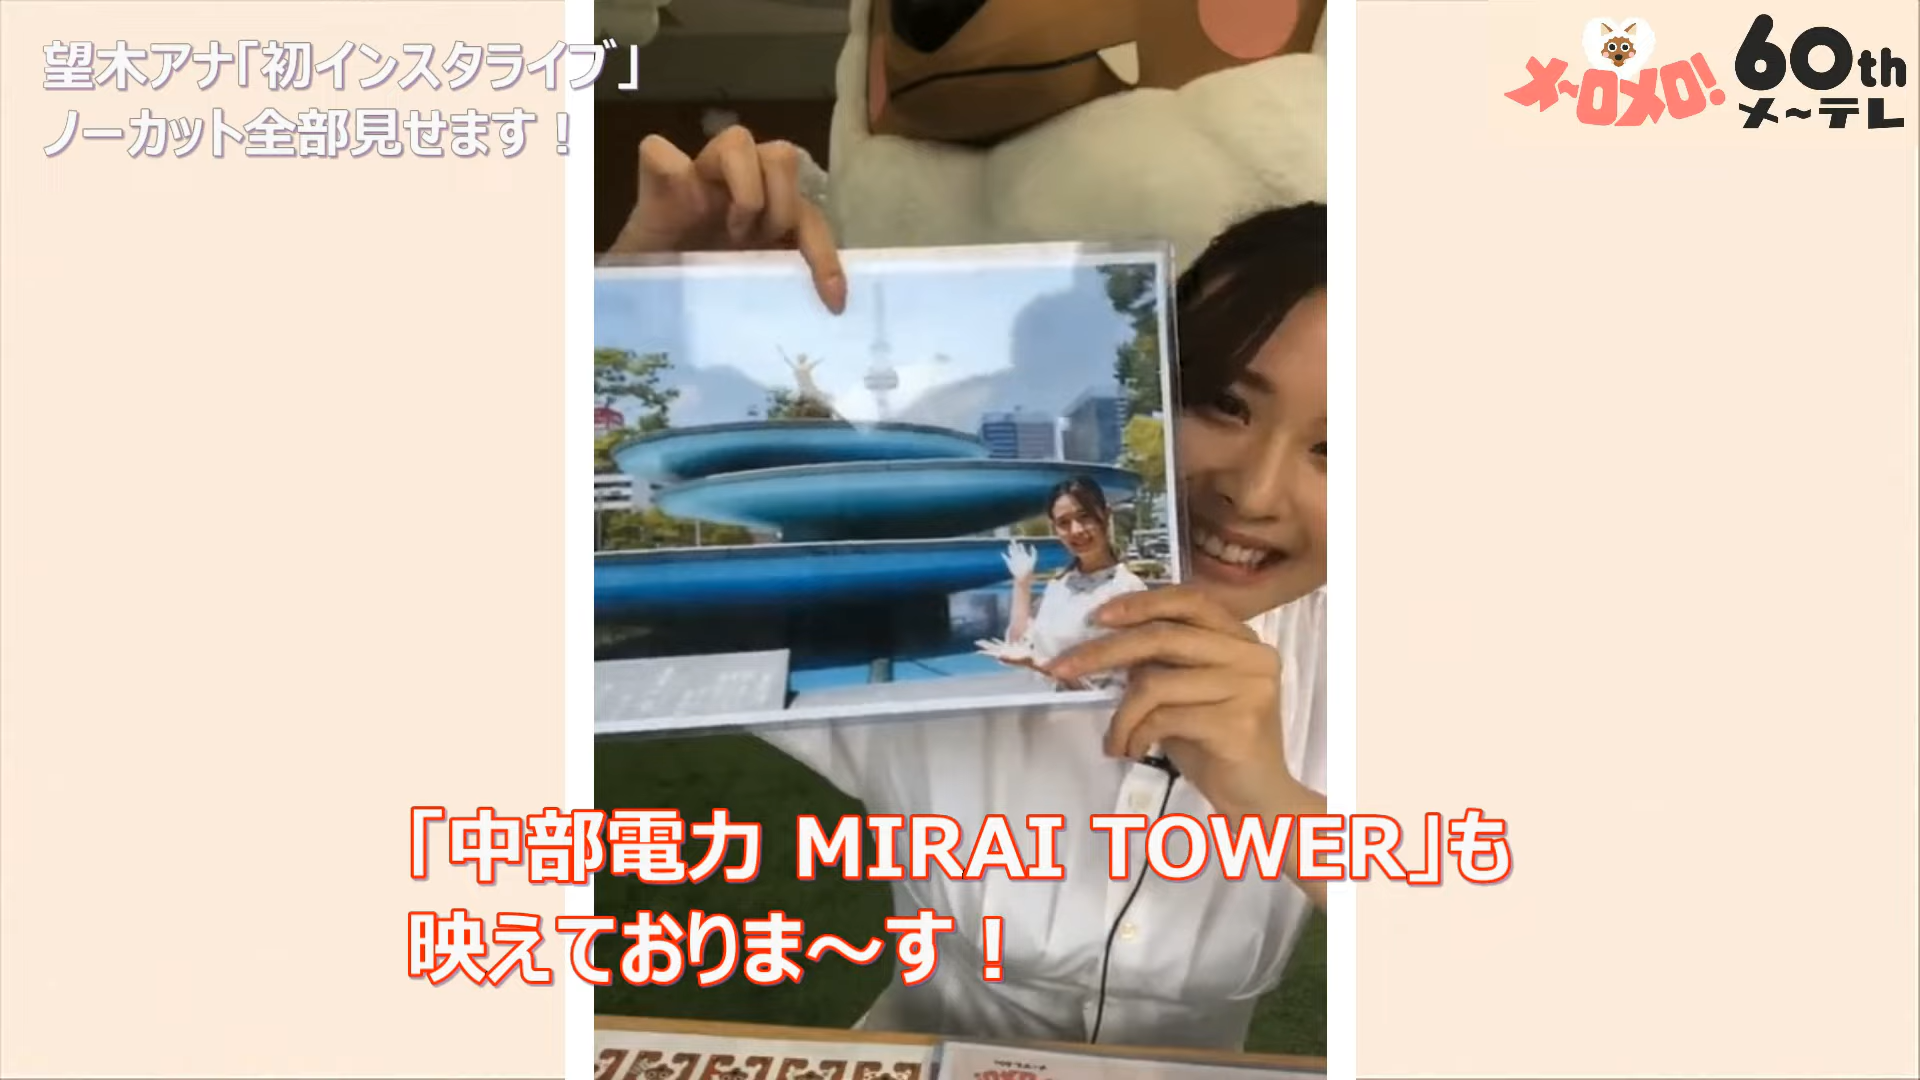 望木アナ「初インスタライブ」
ノーカット全部見せます！
メ～ロメロ!
60th
メ～テレ
「中部電力 MIRAI TOWER」も
映えておりま～す！